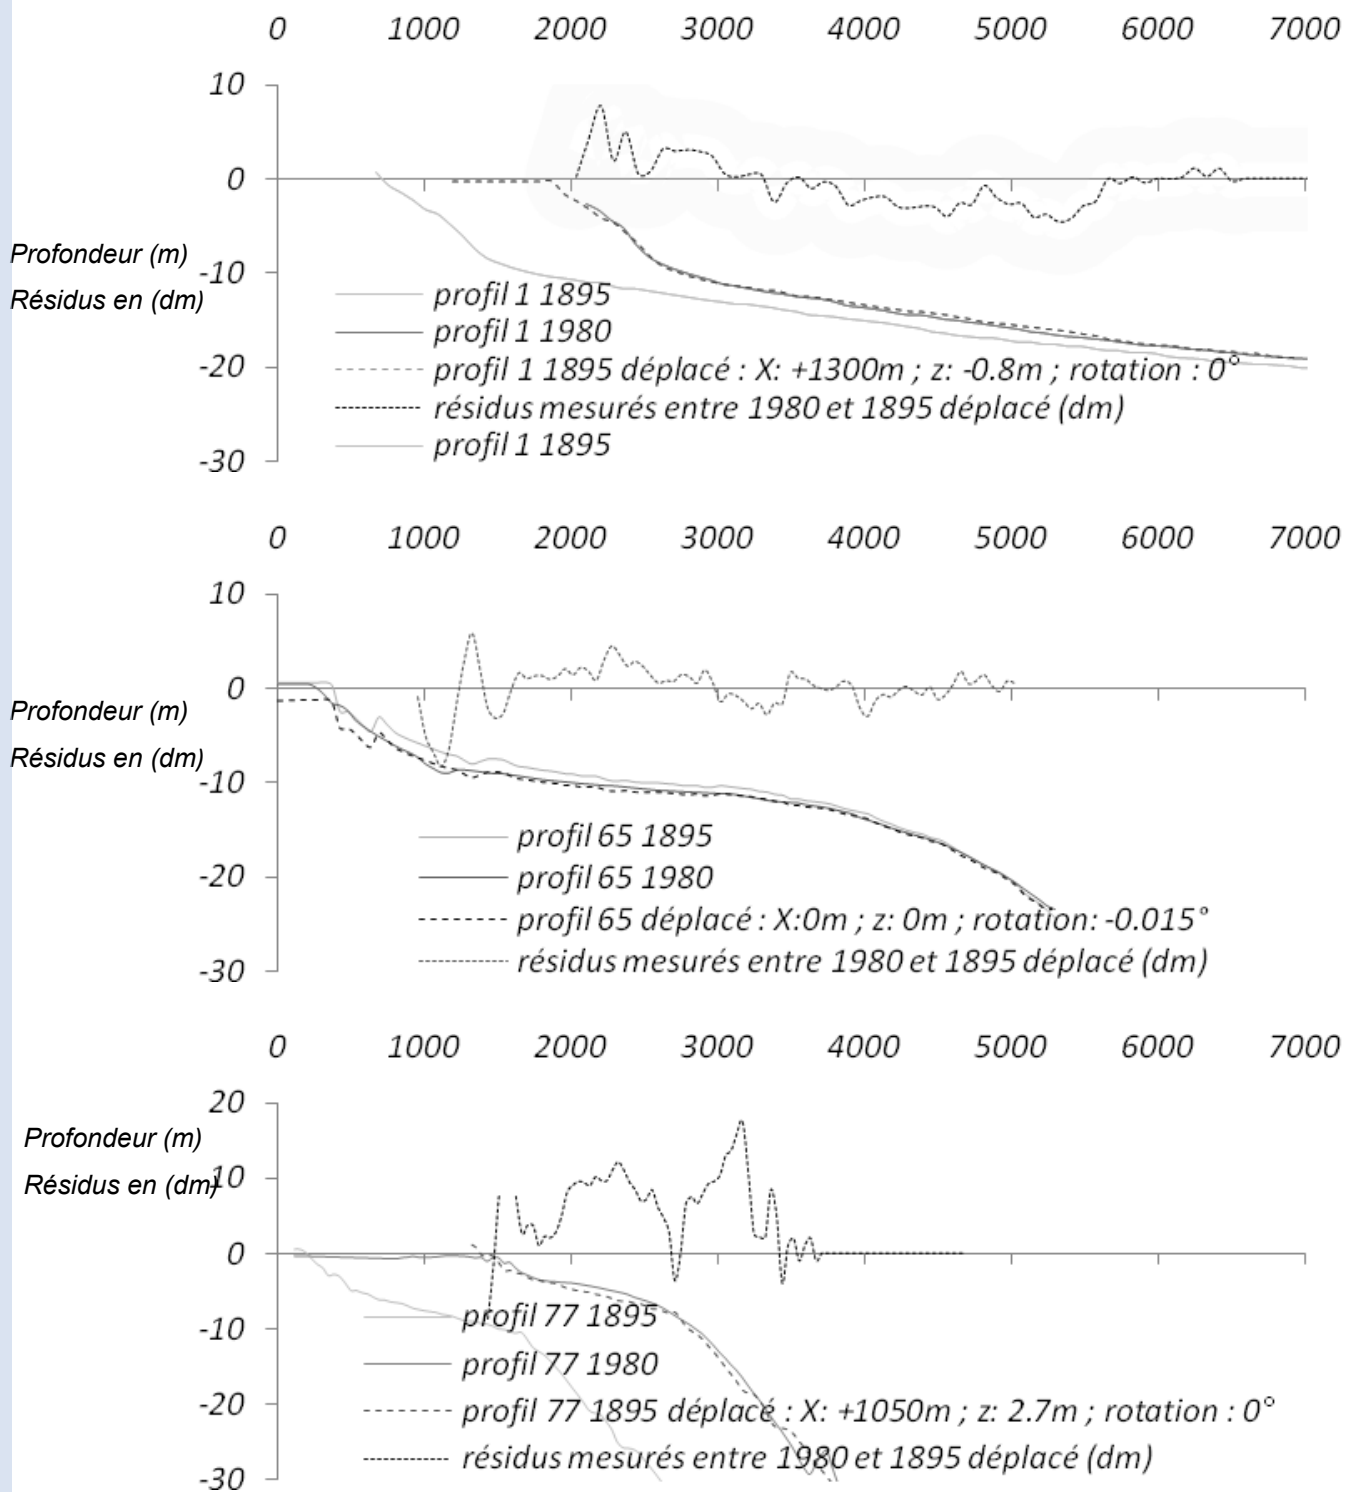 0 1000 2000 3000 4000 5000 6000 7000
10
0
Profondeur (m)
-10
Résidus en (dm)
profil 1 1895
profil 1 1980
-20
profil 1 1895 déplacé : X: +1300m ; z: -0.8m ; rotation : 0°
résidus mesurés entre 1980 et 1895 déplacé (dm)
profil 1 1895
-30
0 1000 2000 3000 4000 5000 6000 7000
10
0
Profondeur (m)
Résidus en (dm)
-10
profil 65 1895
-20
profil 65 1980
profil 65 déplacé : X:0m ; z: 0m ; rotation: -0.015°
résidus mesurés entre 1980 et 1895 déplacé (dm)
-30
0 1000 2000 3000 4000 5000 6000 7000
20
Profondeur (m)
10
Résidus en (dm)
0
-10
profil 77 1895
profil 77 1980
-20
profil 77 1895 déplacé : X: +1050m ; z: 2.7m ; rotation : 0°
résidus mesurés entre 1980 et 1895 déplacé (dm)
-30